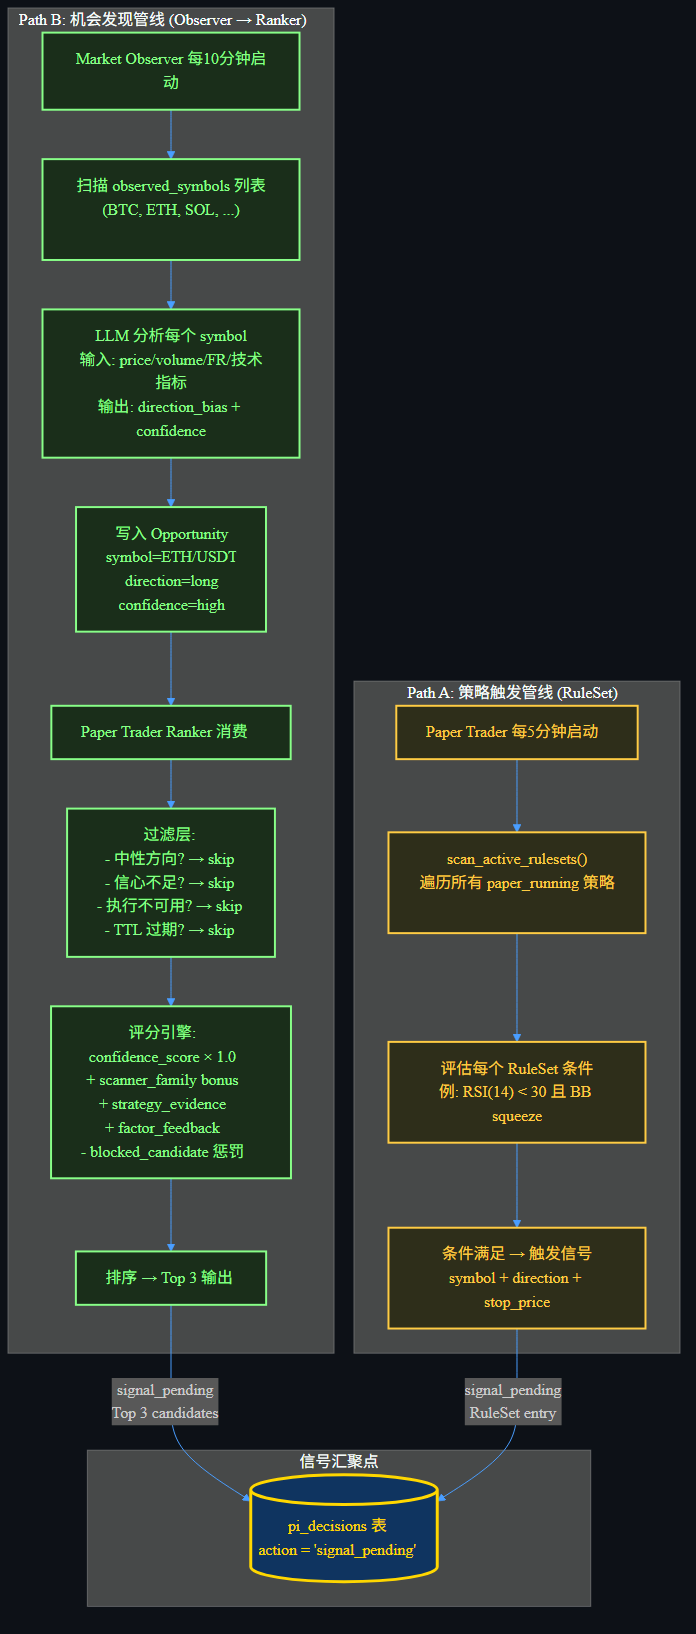 Path B: 机会发现管线 (Observer → Ranker)
Market Observer 每10分钟启
动
扫描 observed_symbols 列表
(BTC, ETH, SOL, ...)
LLM 分析每个 symbol
输入: price/volume/FR/技术
指标
输出: direction_bias +
confidence
写入 Opportunity
symbol=ETH/USDT
direction=long
confidence=high
Paper Trader Ranker 消费
过滤层:
- 中性方向? → skip
- 信心不足? → skip
- 执行不可用? → skip
- TTL 过期? → skip
评分引擎:
confidence_score × 1.0
+ scanner_family bonus
+ strategy_evidence
+ factor_feedback
- blocked_candidate 惩罚
排序 → Top 3 输出
Path A: 策略触发管线 (RuleSet)
Paper Trader 每5分钟启动
scan_active_rulesets()
遍历所有 paper_running 策略
评估每个 RuleSet 条件
例: RSI(14) < 30 且 BB
squeeze
条件满足 → 触发信号
symbol + direction +
stop_price
signal_pending
Top 3 candidates
signal_pending
RuleSet entry
信号汇聚点
pi_decisions 表
action = 'signal_pending'